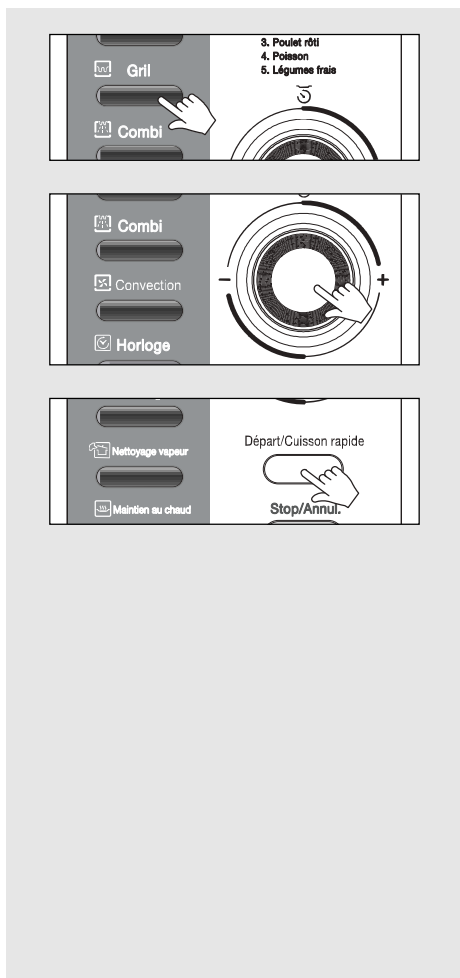 3. Poulet rôti
4. Poisson
5. Légumes frais
Gril
Combi
Combi
Convection
- +
Horloge
Départ/Cuisson rapide
Nettoyage vapeur
Maintien au chaud
Stop/Annul.